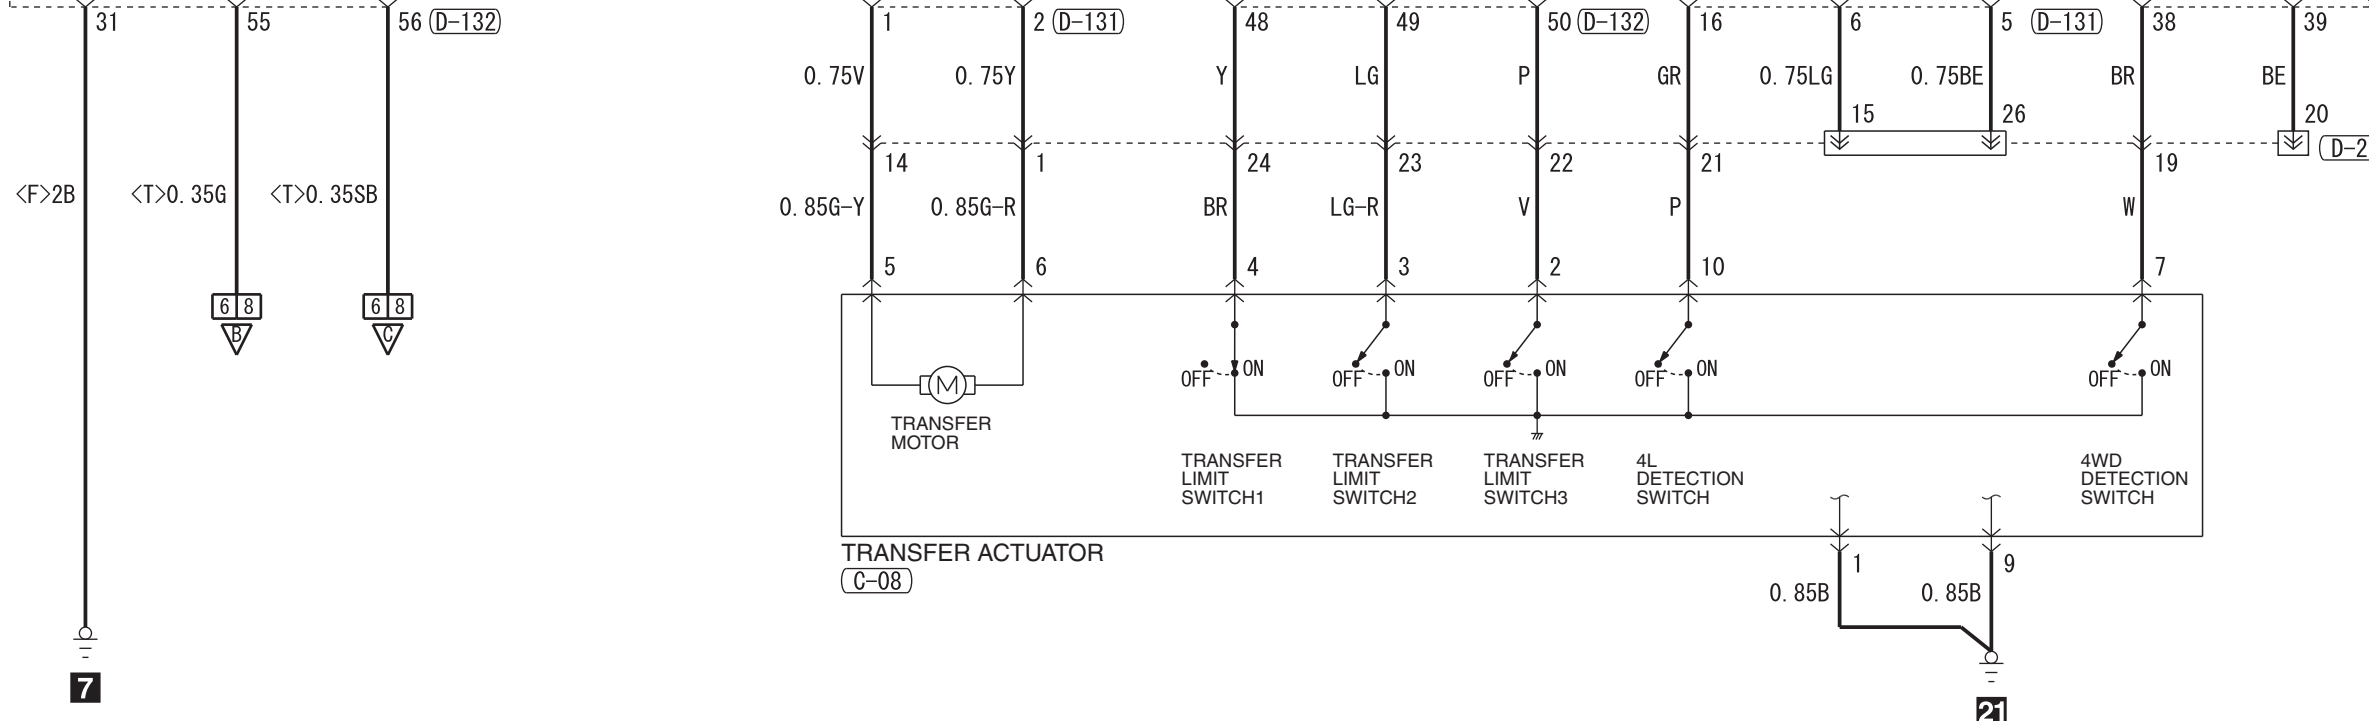 31 55 56 D-132 1 2 D-131 48 49 50 D-132 16 6 5 D-131 38 39
0.75V 0.75Y Y LG P GR 0.75LG 0.75BE BR BE
15 26 20
14 1 24 23 22 21 19 D-2
<F>2B <T>0.35G <T>0.35SB 0.85G-Y 0.85G-R BR LG-R V P W
5 6 4 3 2 10 7
6 8 6 8
B C
OFF ON OFF ON OFF ON OFF ON OFF ON
M
TRANSFER
MOTOR
TRANSFER
LIMIT
SWITCH1
TRANSFER
LIMIT
SWITCH2
TRANSFER
LIMIT
SWITCH3
4L
DETECTION
SWITCH
4WD
DETECTION
SWITCH
TRANSFER ACTUATOR
C-08
1 9
0.85B 0.85B
7
21